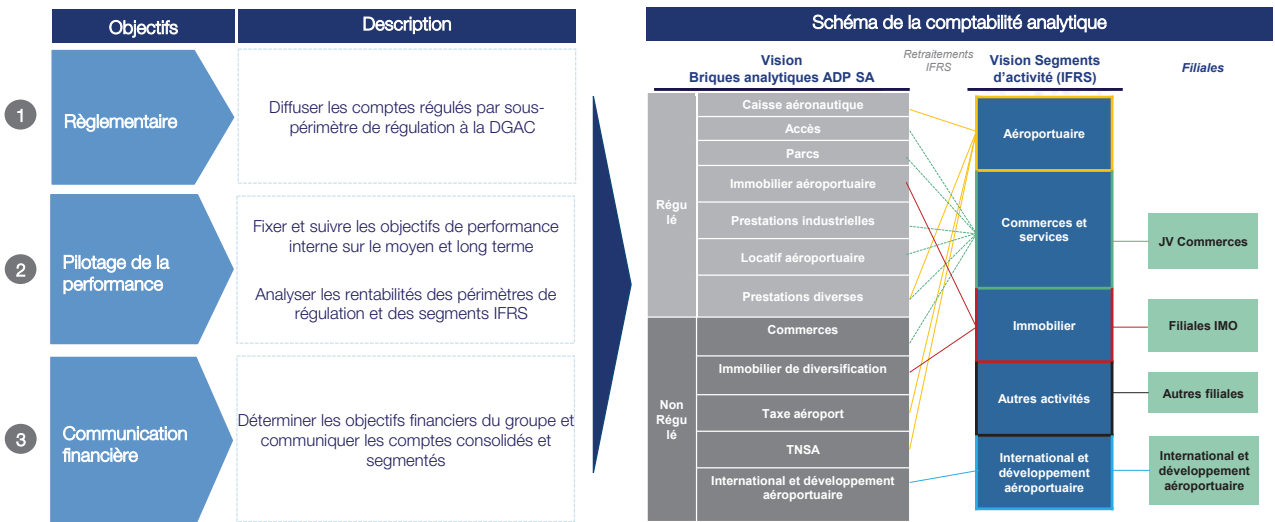 Objectifs
Description
1
Règlementaire
Diffuser les comptes régulés par sous-
périmètre de régulation à la DGAC
2
Pilotage de la
performance
Fixer et suivre les objectifs de performance
interne sur le moyen et long terme
Analyser les rentabilités des périmètres de
régulation et des segments IFRS
3
Communication
financière
Déterminer les objectifs financiers du groupe et
communiquer les comptes consolidés et
segmentés
Schéma de la comptabilité analytique
Vision
Briques analytiques ADP SA
Retraitements
IFRS
Vision Segments
d'activité (IFRS)
Filiales
Régu
lé
Caisse aéronautique
Accès
Parcs
Immobilier aéroportuaire
Prestations industrielles
Locatif aéroportuaire
Prestations diverses
Non
Régu
lé
Commerces
Immobilier de diversification
Taxe aéroport
TNSA
International et développement
aéroportuaire
Aéroportuaire
Commerces et
services
Immobilier
Autres activités
International et
développement
aéroportuaire
JV Commerces
Filiales IMO
Autres filiales
International et
développement
aéroportuaire